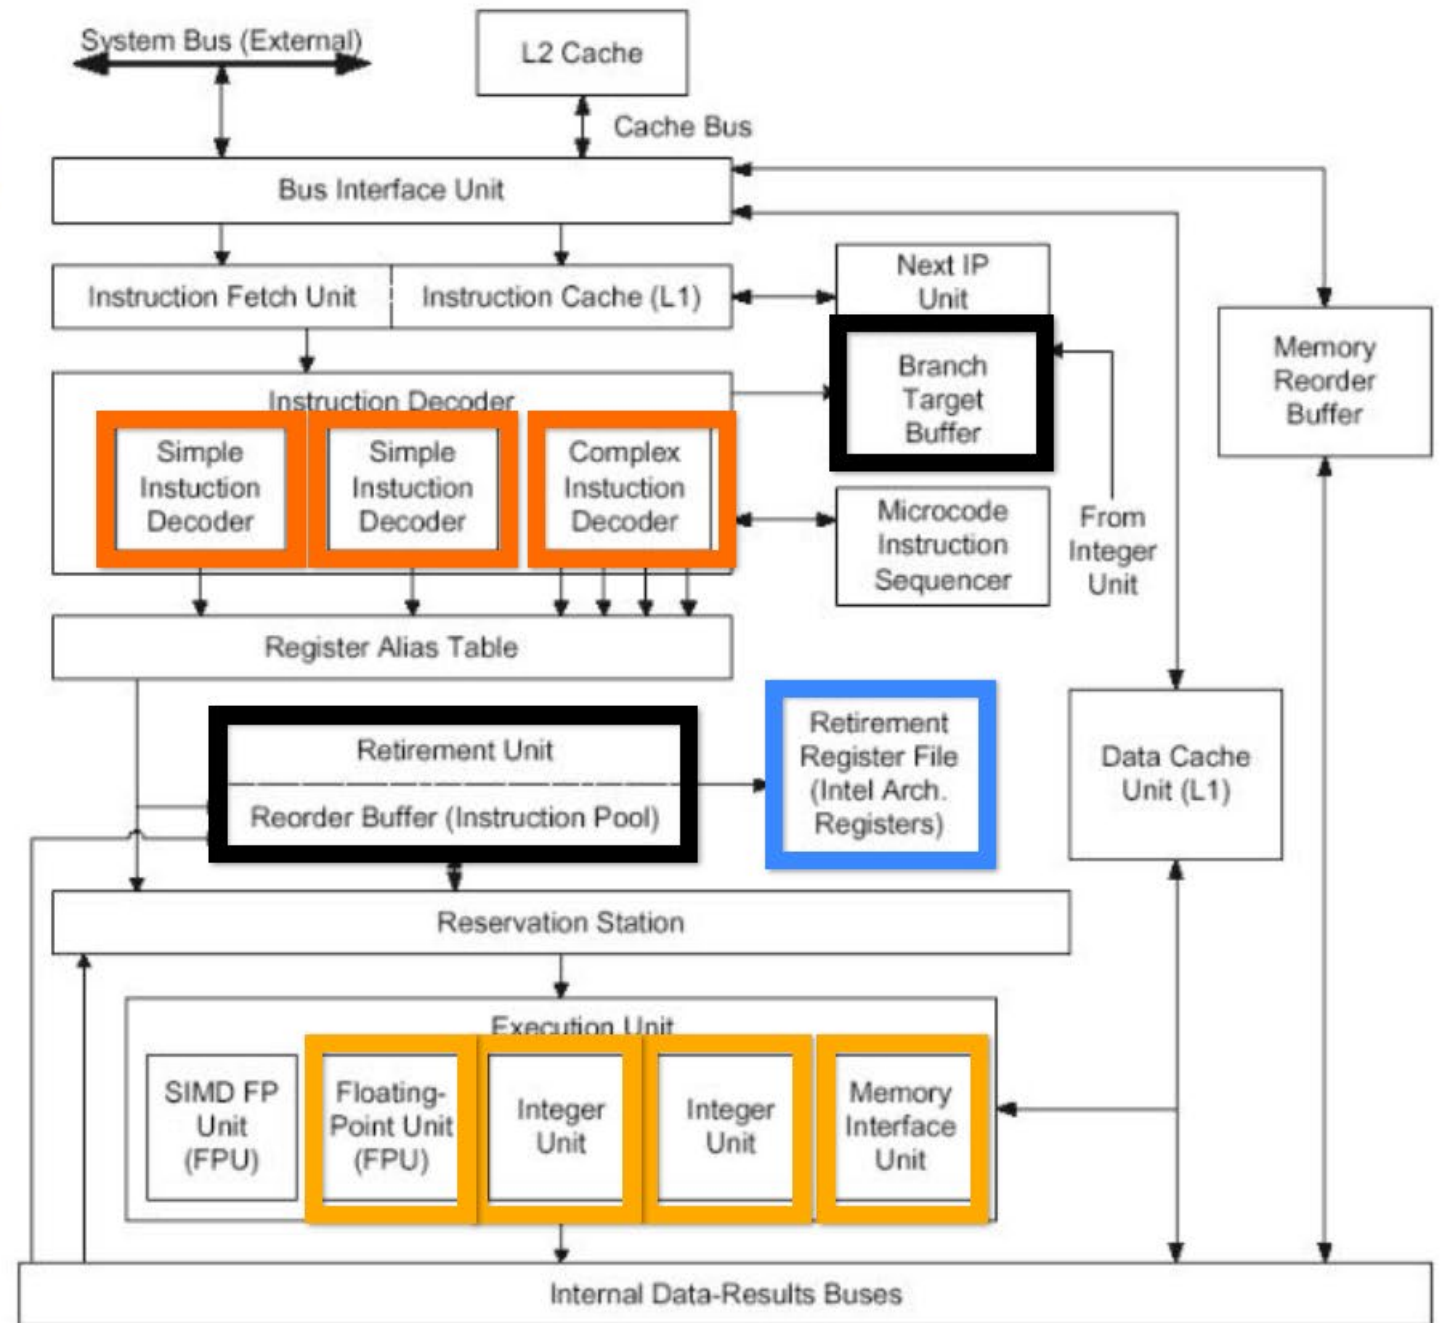 System Bus (External)
L2 Cache
Cache Bus
Bus Interface Unit
Instruction Fetch Unit
Instruction Cache (L1)
Next IP
Unit
Branch
Target
Buffer
Memory
Reorder
Buffer
Instruction Decoder
Simple
Instuction
Decoder
Simple
Instuction
Decoder
Complex
Instuction
Decoder
Microcode
Instruction
Sequencer
From
Integer
Unit
Register Alias Table
Retirement Unit
Reorder Buffer (Instruction Pool)
Retirement
Register File
(Intel Arch.
Registers)
Data Cache
Unit (L1)
Reservation Station
Execution Unit
SIMD FP
Unit
(FPU)
Floating-
Point Unit
(FPU)
Integer
Unit
Integer
Unit
Memory
Interface
Unit
Internal Data-Results Buses